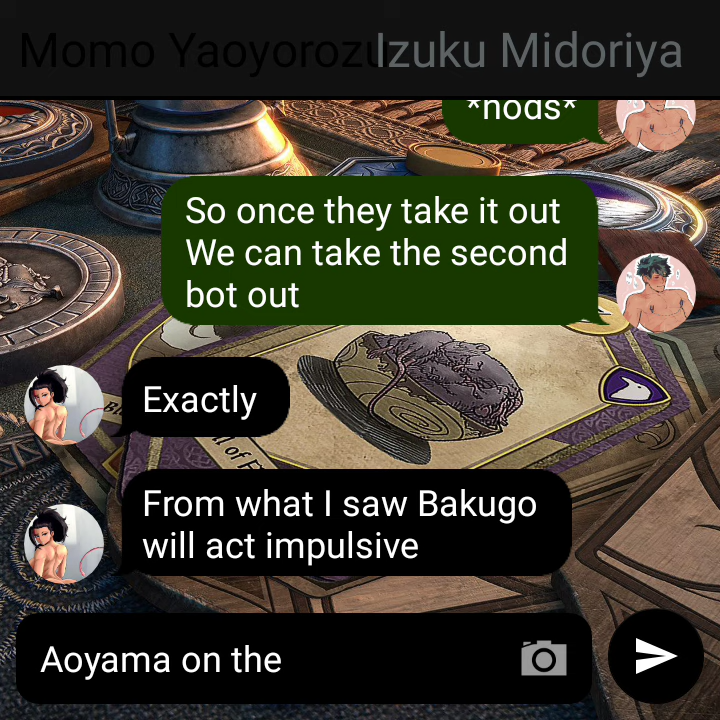 Momo Yaoyorozu Izuku Midoriya
*nods*
So once they take it out
We can take the second
bot out
Exactly
From what I saw Bakugo
will act impulsive
Aoyama on the